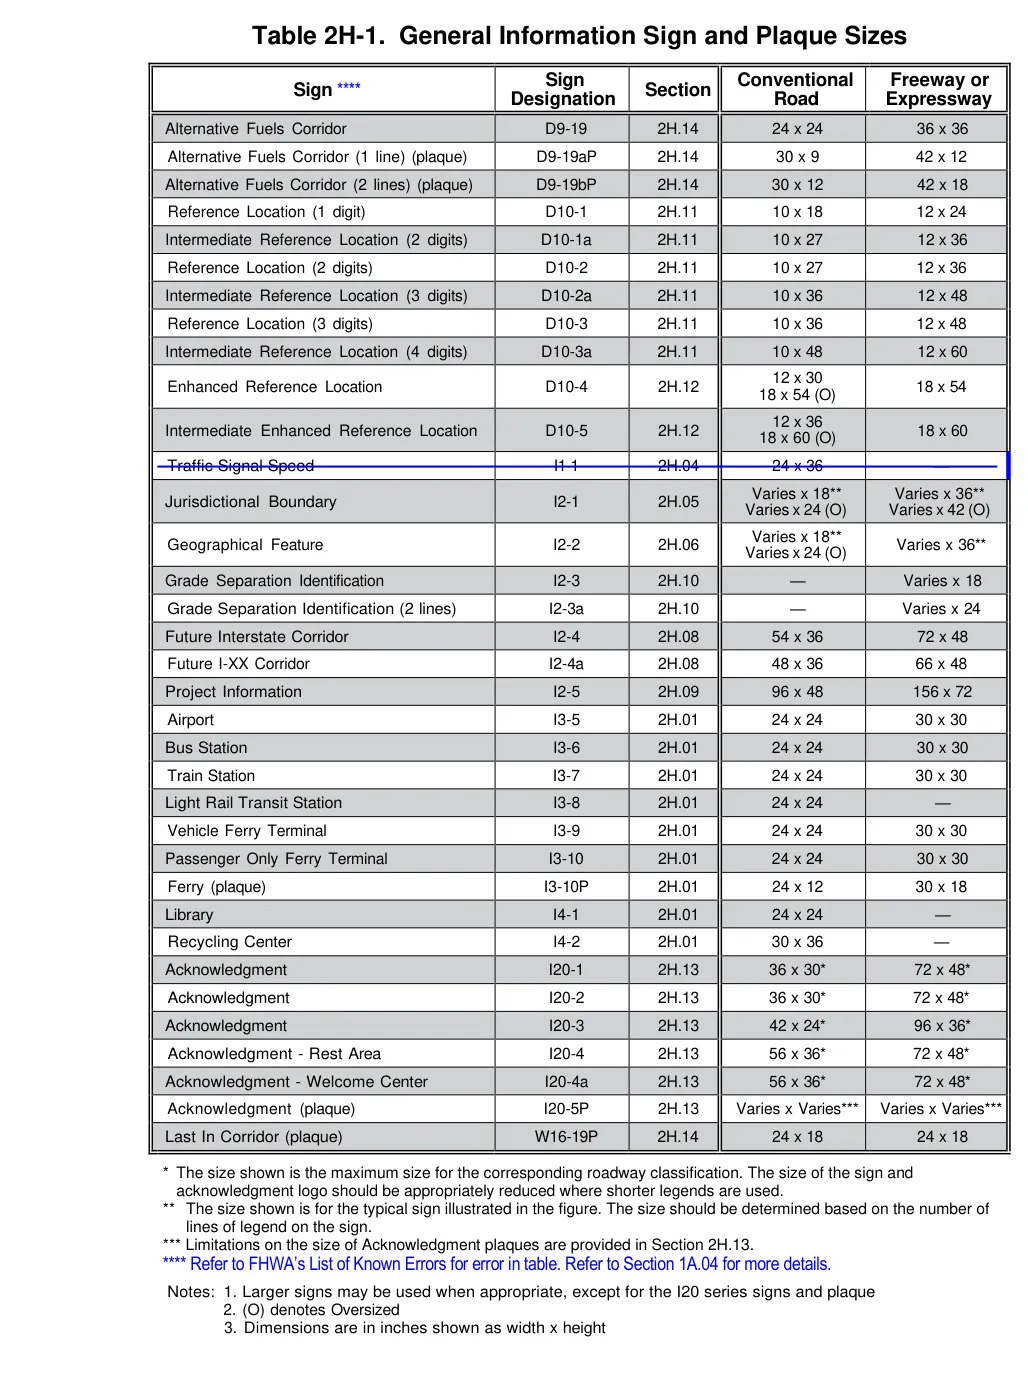 Table 2H-1. General Information Sign and Plaque Sizes
Sign **** Sign Designation Section Conventional Road Freeway or Expressway
Alternative Fuels Corridor D9-19 2H.14 24 x 24 36 x 36
Alternative Fuels Corridor (1 line) (plaque) D9-19aP 2H.14 30 x 9 42 x 12
Alternative Fuels Corridor (2 lines) (plaque) D9-19bP 2H.14 30 x 12 42 x 18
Reference Location (1 digit) D10-1 2H.11 10 x 18 12 x 24
Intermediate Reference Location (2 digits) D10-1a 2H.11 10 x 27 12 x 36
Reference Location (2 digits) D10-2 2H.11 10 x 27 12 x 36
Intermediate Reference Location (3 digits) D10-2a 2H.11 10 x 36 12 x 48
Reference Location (3 digits) D10-3 2H.11 10 x 36 12 x 48
Intermediate Reference Location (4 digits) D10-3a 2H.11 10 x 48 12 x 60
Enhanced Reference Location D10-4 2H.12 12 x 30 18 x 54 (O) 18 x 54
Intermediate Enhanced Reference Location D10-5 2H.12 12 x 36 18 x 60 (O) 18 x 60
Traffic Signal Speed I1-1 2H.04 24 x 36 —
Jurisdictional Boundary I2-1 2H.05 Varies x 18** Varies x 24 (O) Varies x 36** Varies x 42 (O)
Geographical Feature I2-2 2H.06 Varies x 18** Varies x 24 (O) Varies x 36**
Grade Separation Identification I2-3 2H.10 — Varies x 18
Grade Separation Identification (2 lines) I2-3a 2H.10 — Varies x 24
Future Interstate Corridor I2-4 2H.08 54 x 36 72 x 48
Future I-XX Corridor I2-4a 2H.08 48 x 36 66 x 48
Project Information I2-5 2H.09 96 x 48 156 x 72
Airport I3-5 2H.01 24 x 24 30 x 30
Bus Station I3-6 2H.01 24 x 24 30 x 30
Train Station I3-7 2H.01 24 x 24 30 x 30
Light Rail Transit Station I3-8 2H.01 24 x 24 —
Vehicle Ferry Terminal I3-9 2H.01 24 x 24 30 x 30
Passenger Only Ferry Terminal I3-10 2H.01 24 x 24 30 x 30
Ferry (plaque) I3-10P 2H.01 24 x 12 30 x 18
Library I4-1 2H.01 24 x 24 —
Recycling Center I4-2 2H.01 30 x 36 —
Acknowledgment I20-1 2H.13 36 x 30* 72 x 48*
Acknowledgment I20-2 2H.13 36 x 30* 72 x 48*
Acknowledgment I20-3 2H.13 42 x 24* 96 x 36*
Acknowledgment - Rest Area I20-4 2H.13 56 x 36* 72 x 48*
Acknowledgment - Welcome Center I20-4a 2H.13 56 x 36* 72 x 48*
Acknowledgment (plaque) I20-5P 2H.13 Varies x Varies*** Varies x Varies***
Last In Corridor (plaque) W16-19P 2H.14 24 x 18 24 x 18
* The size shown is the maximum size for the corresponding roadway classification. The size of the sign and
acknowledgment logo should be appropriately reduced where shorter legends are used.
** The size shown is for the typical sign illustrated in the figure. The size should be determined based on the number of
lines of legend on the sign.
*** Limitations on the size of Acknowledgment plaques are provided in Section 2H.13.
**** Refer to FHWA's List of Known Errors for error in table. Refer to Section 1A.04 for more details.
Notes: 1. Larger signs may be used when appropriate, except for the I20 series signs and plaque
2. (O) denotes Oversized
3. Dimensions are in inches shown as width x height